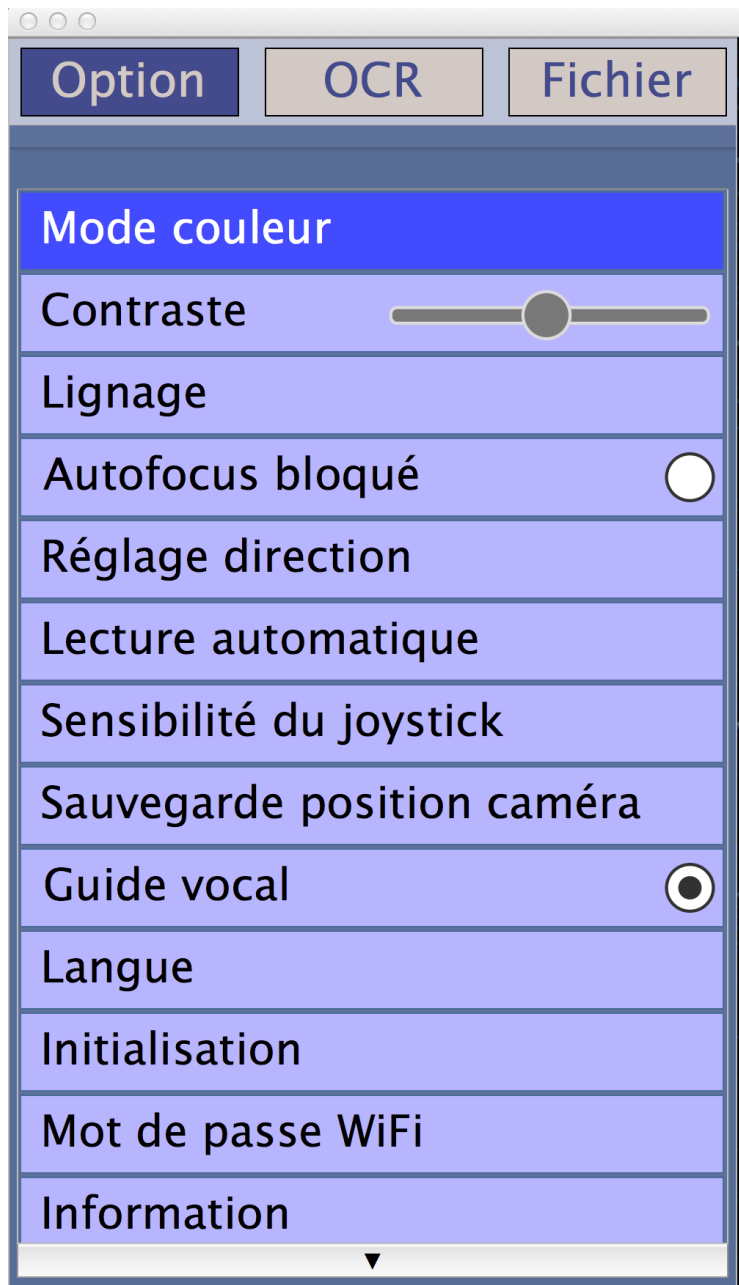 Option OCR Fichier
Mode couleur
Contraste
Lignage
Autofocus bloqué
Réglage direction
Lecture automatique
Sensibilité du joystick
Sauvegarde position caméra
Guide vocal
Langue
Initialisation
Mot de passe WiFi
Information